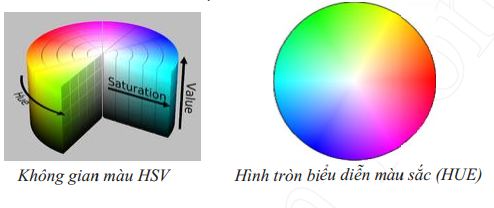 Hue
Saturation
Value
Không gian màu HSV
Hình tròn biểu diễn màu sắc (HUE)